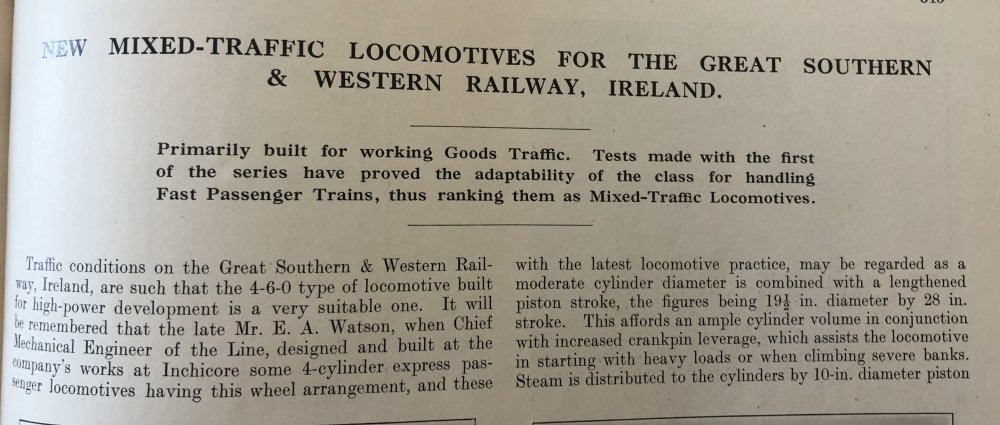 NEW MIXED-TRAFFIC LOCOMOTIVES FOR THE GREAT SOUTHERN
& WESTERN RAILWAY, IRELAND.
Primarily built for working Goods Traffic. Tests made with the first
of the series have proved the adaptability of the class for handling
Fast Passenger Trains, thus ranking them as Mixed-Traffic Locomotives.
Traffic conditions on the Great Southern & Western Rail-
way, Ireland, are such that the 4-6-0 type of locomotive built
for high-power development is a very suitable one. It will
be remembered that the late Mr. E. A. Watson, when Chief
Mechanical Engineer of the Line, designed and built at the
company's works at Inchicore some 4-cylinder express pas-
senger locomotives having this wheel arrangement, and these
with the latest locomotive practice, may be regarded as a
moderate cylinder diameter is combined with a lengthened
piston stroke, the figures being 19½ in. diameter by 28 in.
stroke. This affords an ample cylinder volume in conjunction
with increased crankpin leverage, which assists the locomotive
in starting with heavy loads or when climbing severe banks.
Steam is distributed to the cylinders by 10-in. diameter piston